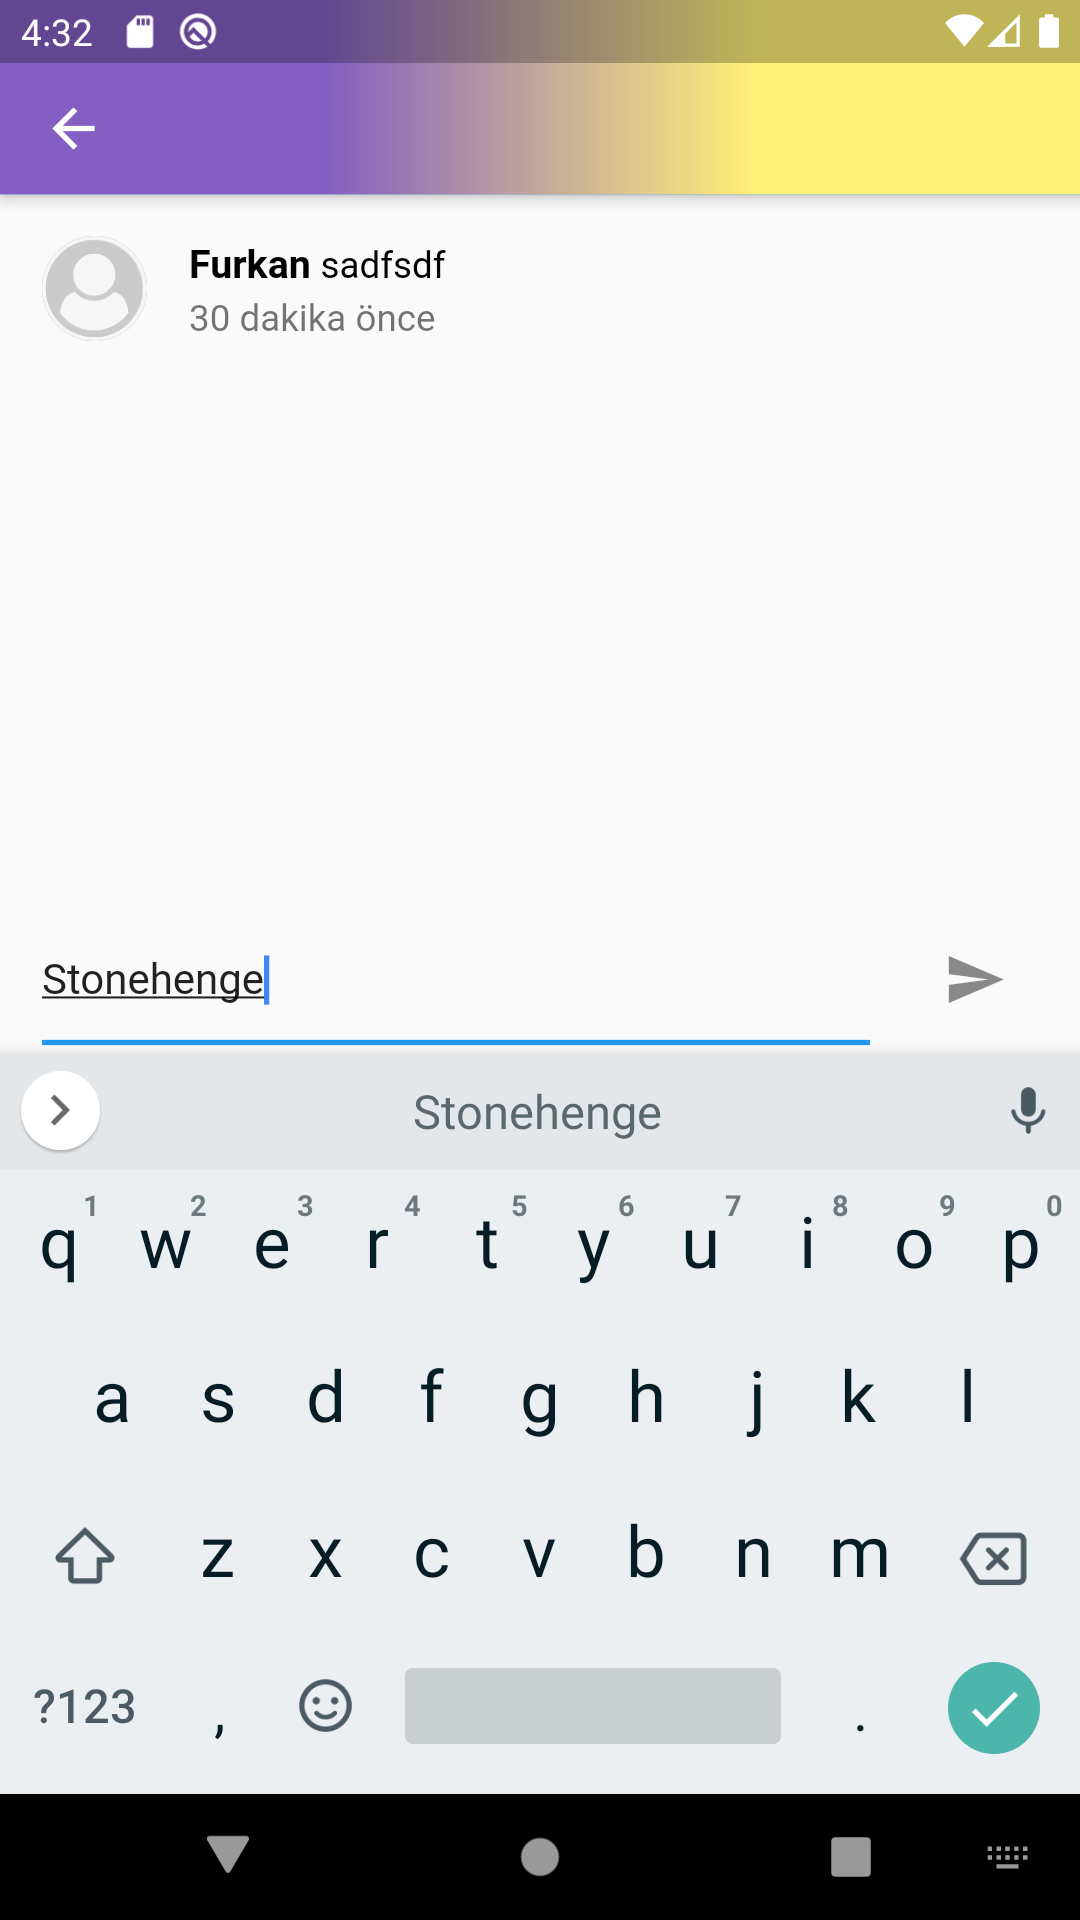 4:32
Furkan sadfsdf
30 dakika önce
Stonehenge
Stonehenge
1 2 3 4 5 6 7 8 9 0
q w e r t y u i o p
a s d f g h j k l
z x c v b n m
?123 , .